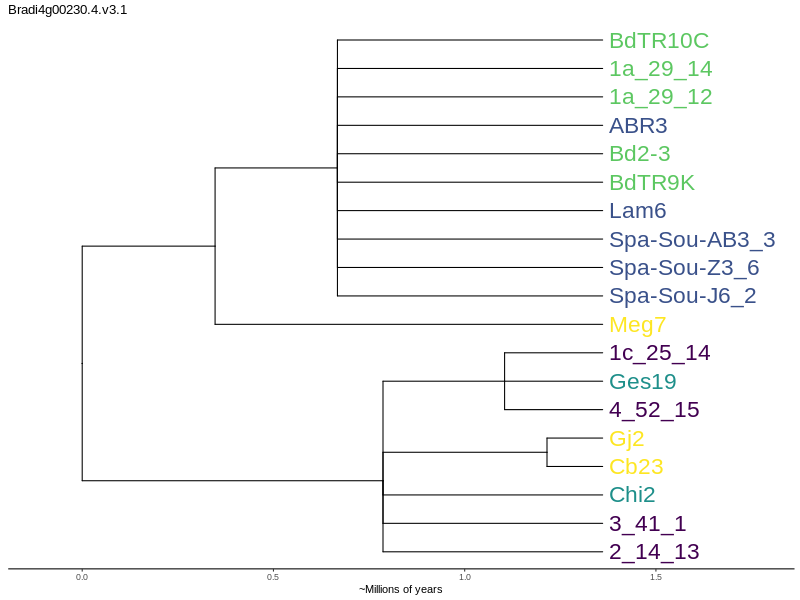 Bradi4g00230.4.v3.1
BdTR10C
1a_29_14
1a_29_12
ABR3
Bd2-3
BdTR9K
Lam6
Spa-Sou-AB3_3
Spa-Sou-Z3_6
Spa-Sou-J6_2
Meg7
1c_25_14
Ges19
4_52_15
Gj2
Cb23
Chi2
3_41_1
2_14_13
0.0 0.5 1.0 1.5
~Millions of years